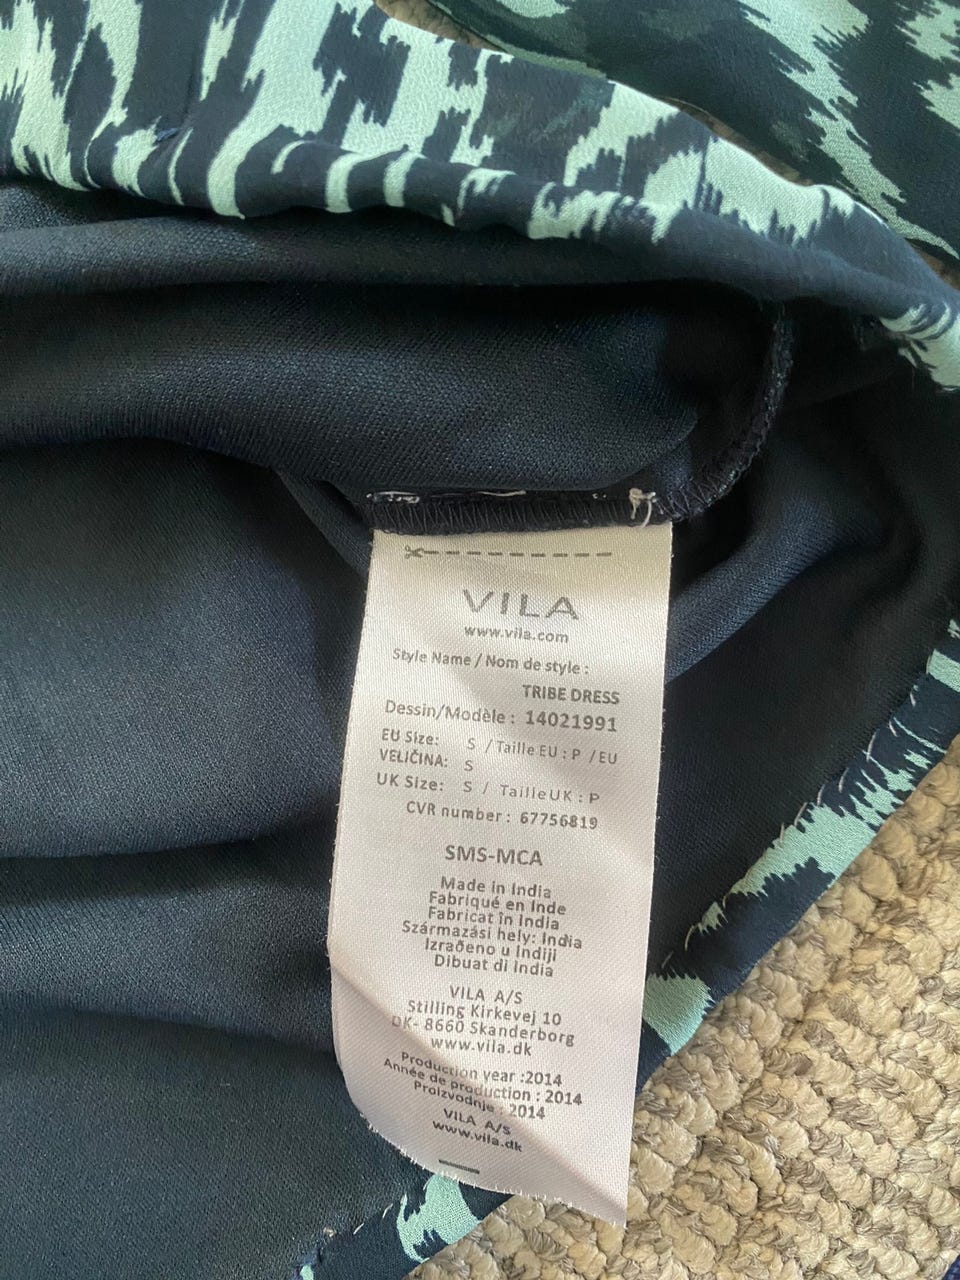 VILA
www.vila.com
Style Name / Nom de style :
TRIBE DRESS
Dessin/Modèle : 14021991
EU Size: S / Taille EU : P / EU
VELIČINA: S
UK Size: S / TailleUK : P
CVR number : 67756819
SMS-MCA
Made in India
Fabriqué en Inde
Fabricat în India
Származási hely: India
Izrađeno u Indiji
Dibuat di India
VILA A/S
Stilling Kirkevej 10
DK- 8660 Skanderborg
www.vila.dk
Production year :2014
Année de production : 2014
Proizvodnje : 2014
VILA A/S
www.vila.dk